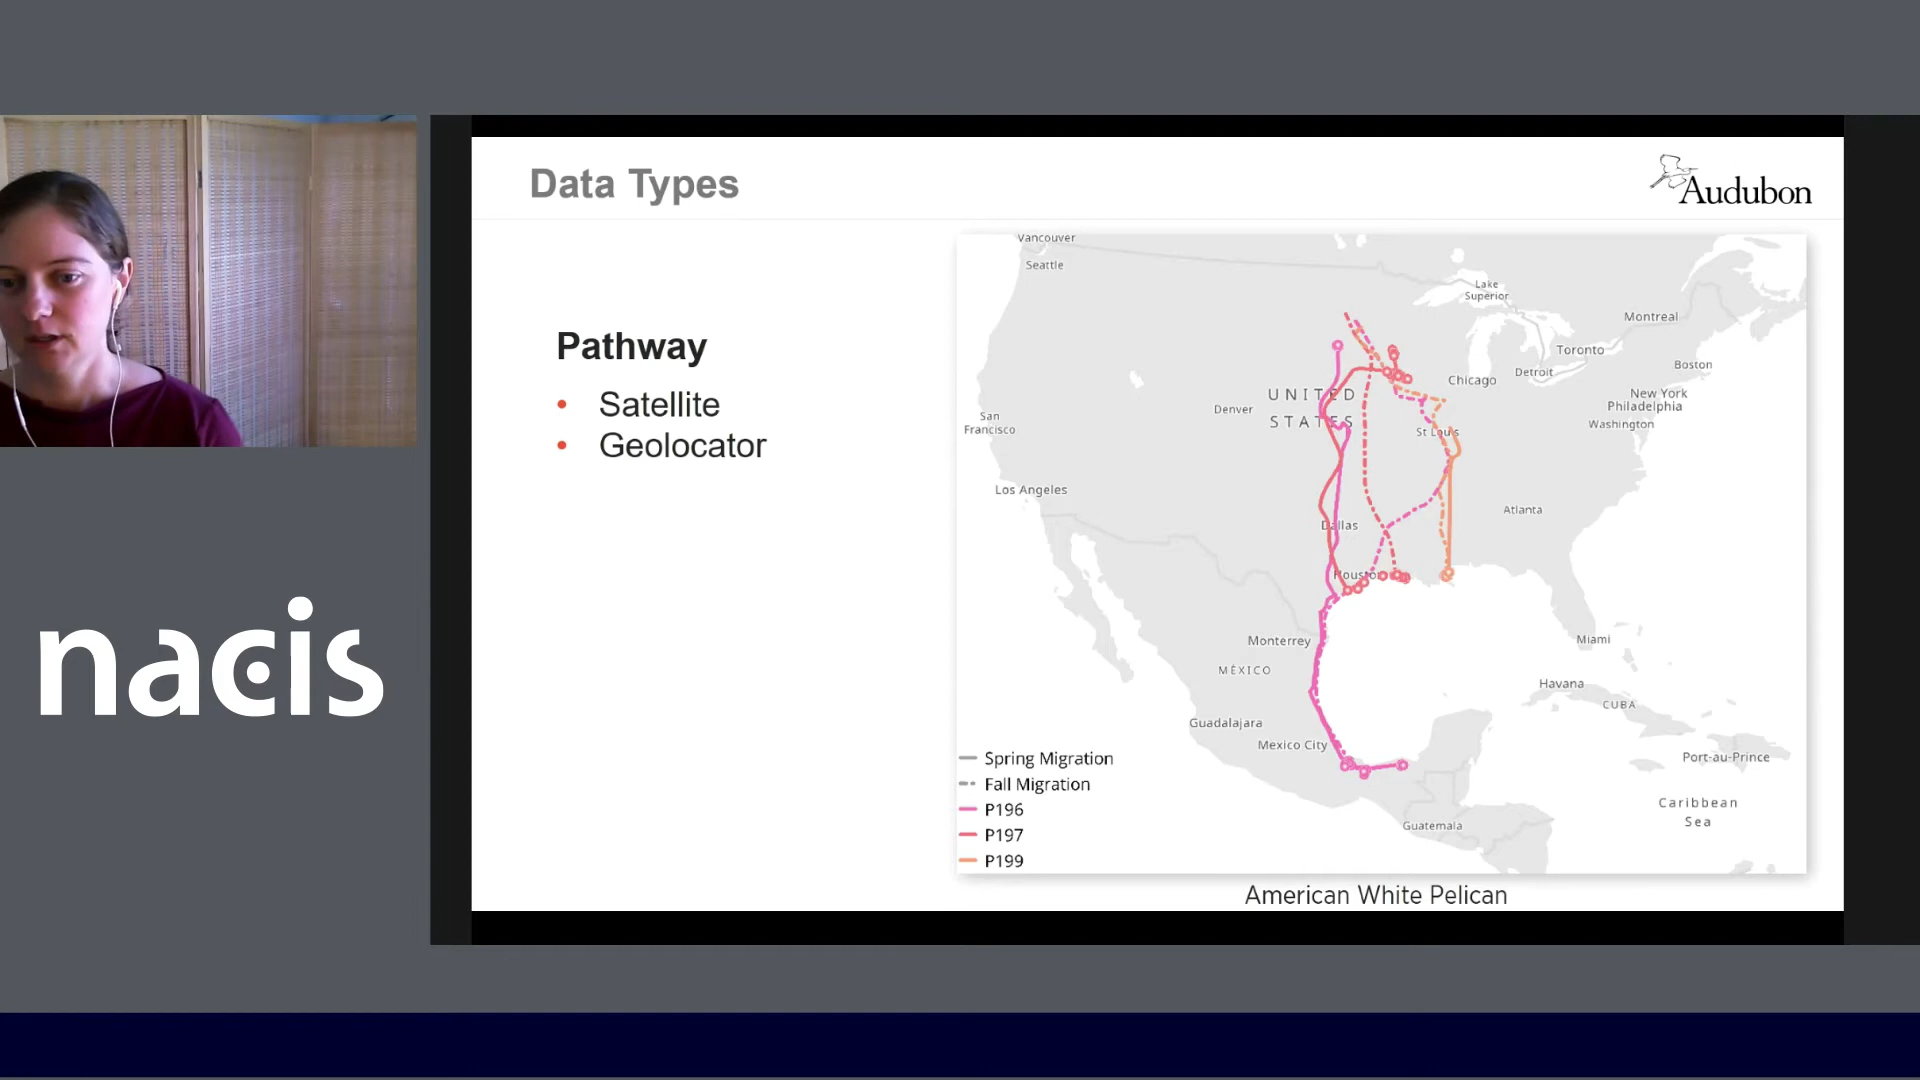 Data Types
Audubon
Pathway
• Satellite
• Geolocator
Vancouver
Seattle
Lake
Superior
Montreal
Toronto
Boston
Detroit
Chicago
New York
Philadelphia
Washington
UNITED
STATES
Denver
San
Francisco
St Louis
Los Angeles
Atlanta
Dallas
Houston
Monterrey
Miami
MÉXICO
Havana
CUBA
Guadalajara
Mexico City
Port-au-Prince
Caribbean
Sea
Guatemala
Spring Migration
Fall Migration
P196
P197
P199
American White Pelican
nacis